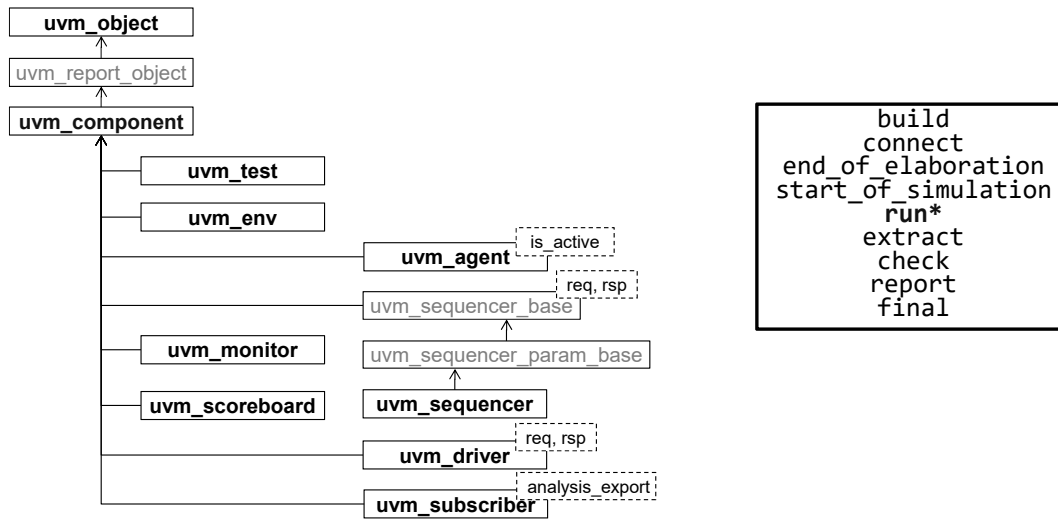 uvm_object
uvm_report_object
uvm_component
uvm_test
uvm_env
is_active
uvm_agent
req, rsp
uvm_sequencer_base
uvm_monitor
uvm_sequencer_param_base
uvm_scoreboard
uvm_sequencer
req, rsp
uvm_driver
analysis_export
uvm_subscriber
build
connect
end_of_elaboration
start_of_simulation
run*
extract
check
report
final